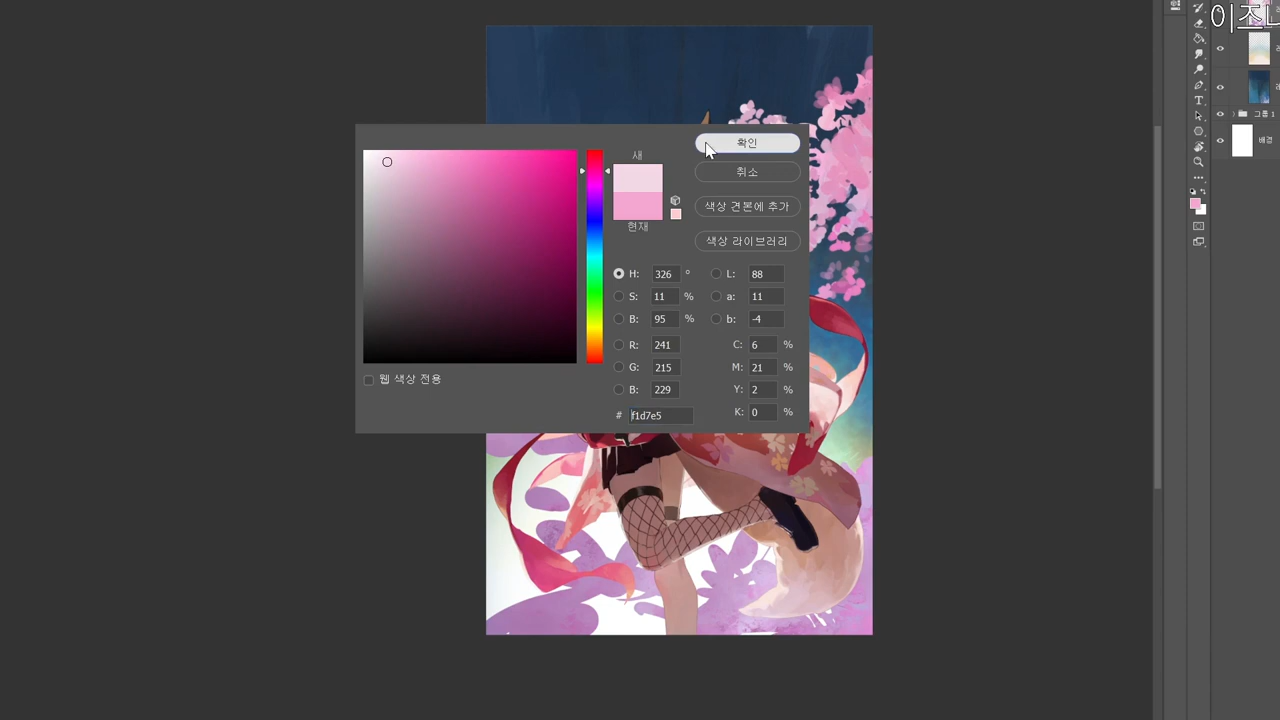 이즈
새
현재
확인
취소
색상 견본에 추가
색상 라이브러리
H: 326 °
L: 88
S: 11 %
a: 11
B: 95 %
b: -4
R: 241
C: 6 %
G: 215
M: 21 %
B: 229
Y: 2 %
# f1d7e5
K: 0 %
웹 색상 전용
그룹 1
배경